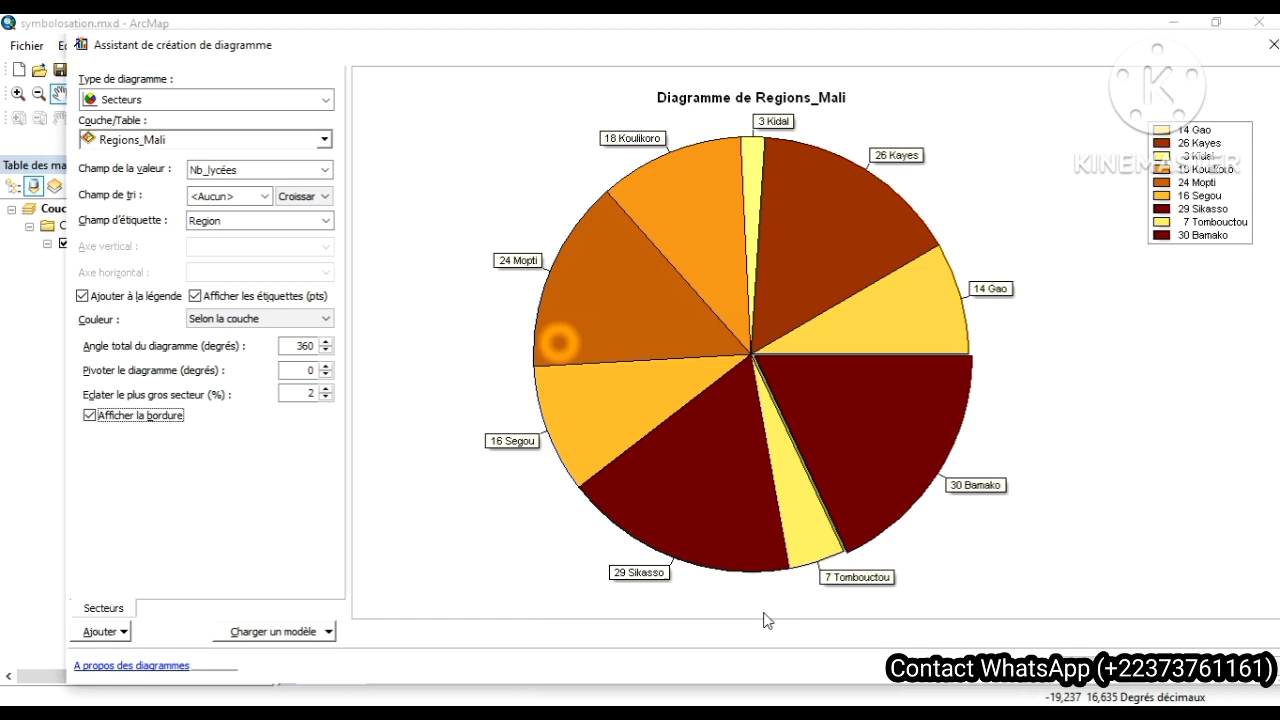 symbolosation.mxd - ArcMap
Fichier
Assistant de création de diagramme
Type de diagramme :
Secteurs
Couche/Table :
Regions_Mali
Table des ma
Champ de la valeur :
Nb_lycées
Champ de tri :
<Aucun>
Croissar
Champ d'étiquette :
Region
Axe vertical :
Axe horizontal :
Ajouter à la légende
Afficher les étiquettes (pts)
Couleur :
Selon la couche
Angle total du diagramme (degrés) :
360
Pivoter le diagramme (degrés) :
0
Eclater le plus gros secteur (%) :
2
Afficher la bordure
Couc
Secteurs
Ajouter
Charger un modèle
A propos des diagrammes
Diagramme de Regions_Mali
3 Kidal
18 Koulikoro
26 Kayes
24 Mopti
14 Gao
16 Segou
30 Bamako
29 Sikasso
7 Tombouctou
K
KINEMASTER
14 Gao
26 Kayes
3 Kidal
18 Koulikoro
24 Mopti
16 Segou
29 Sikasso
7 Tombouctou
30 Bamako
Contact WhatsApp (+22373761161)
-19,237 16,635 Degrés décimaux